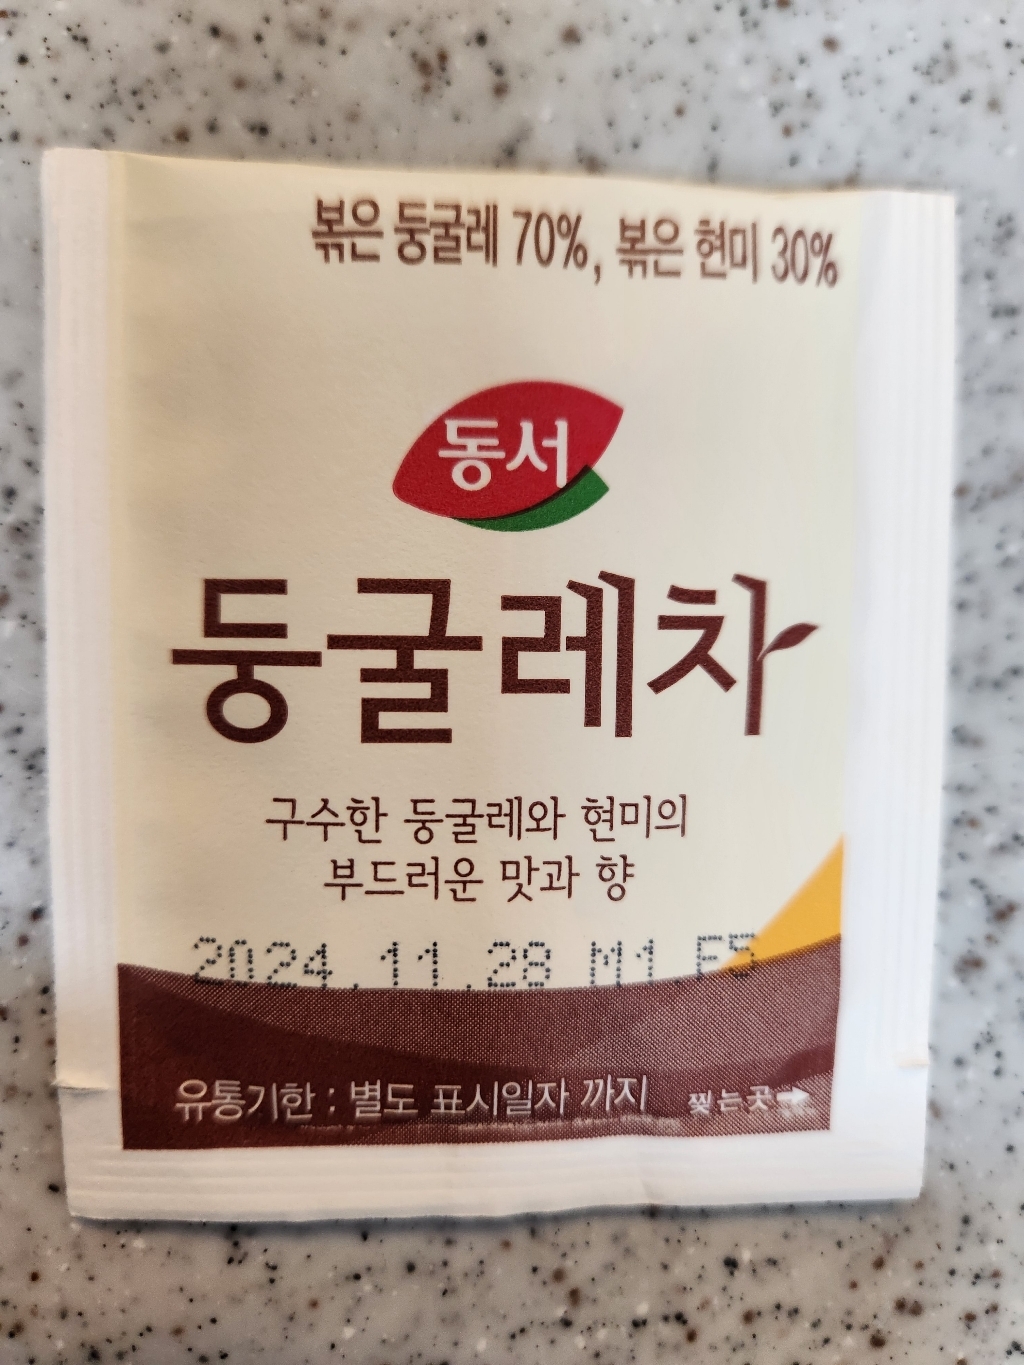 볶은 둥굴레 70%, 볶은 현미 30%
동서
둥굴레차
구수한 둥굴레와 현미의
부드러운 맛과 향
2024.11.28 M1 F5
유통기한 : 별도 표시일자 까지 찢는곳➡